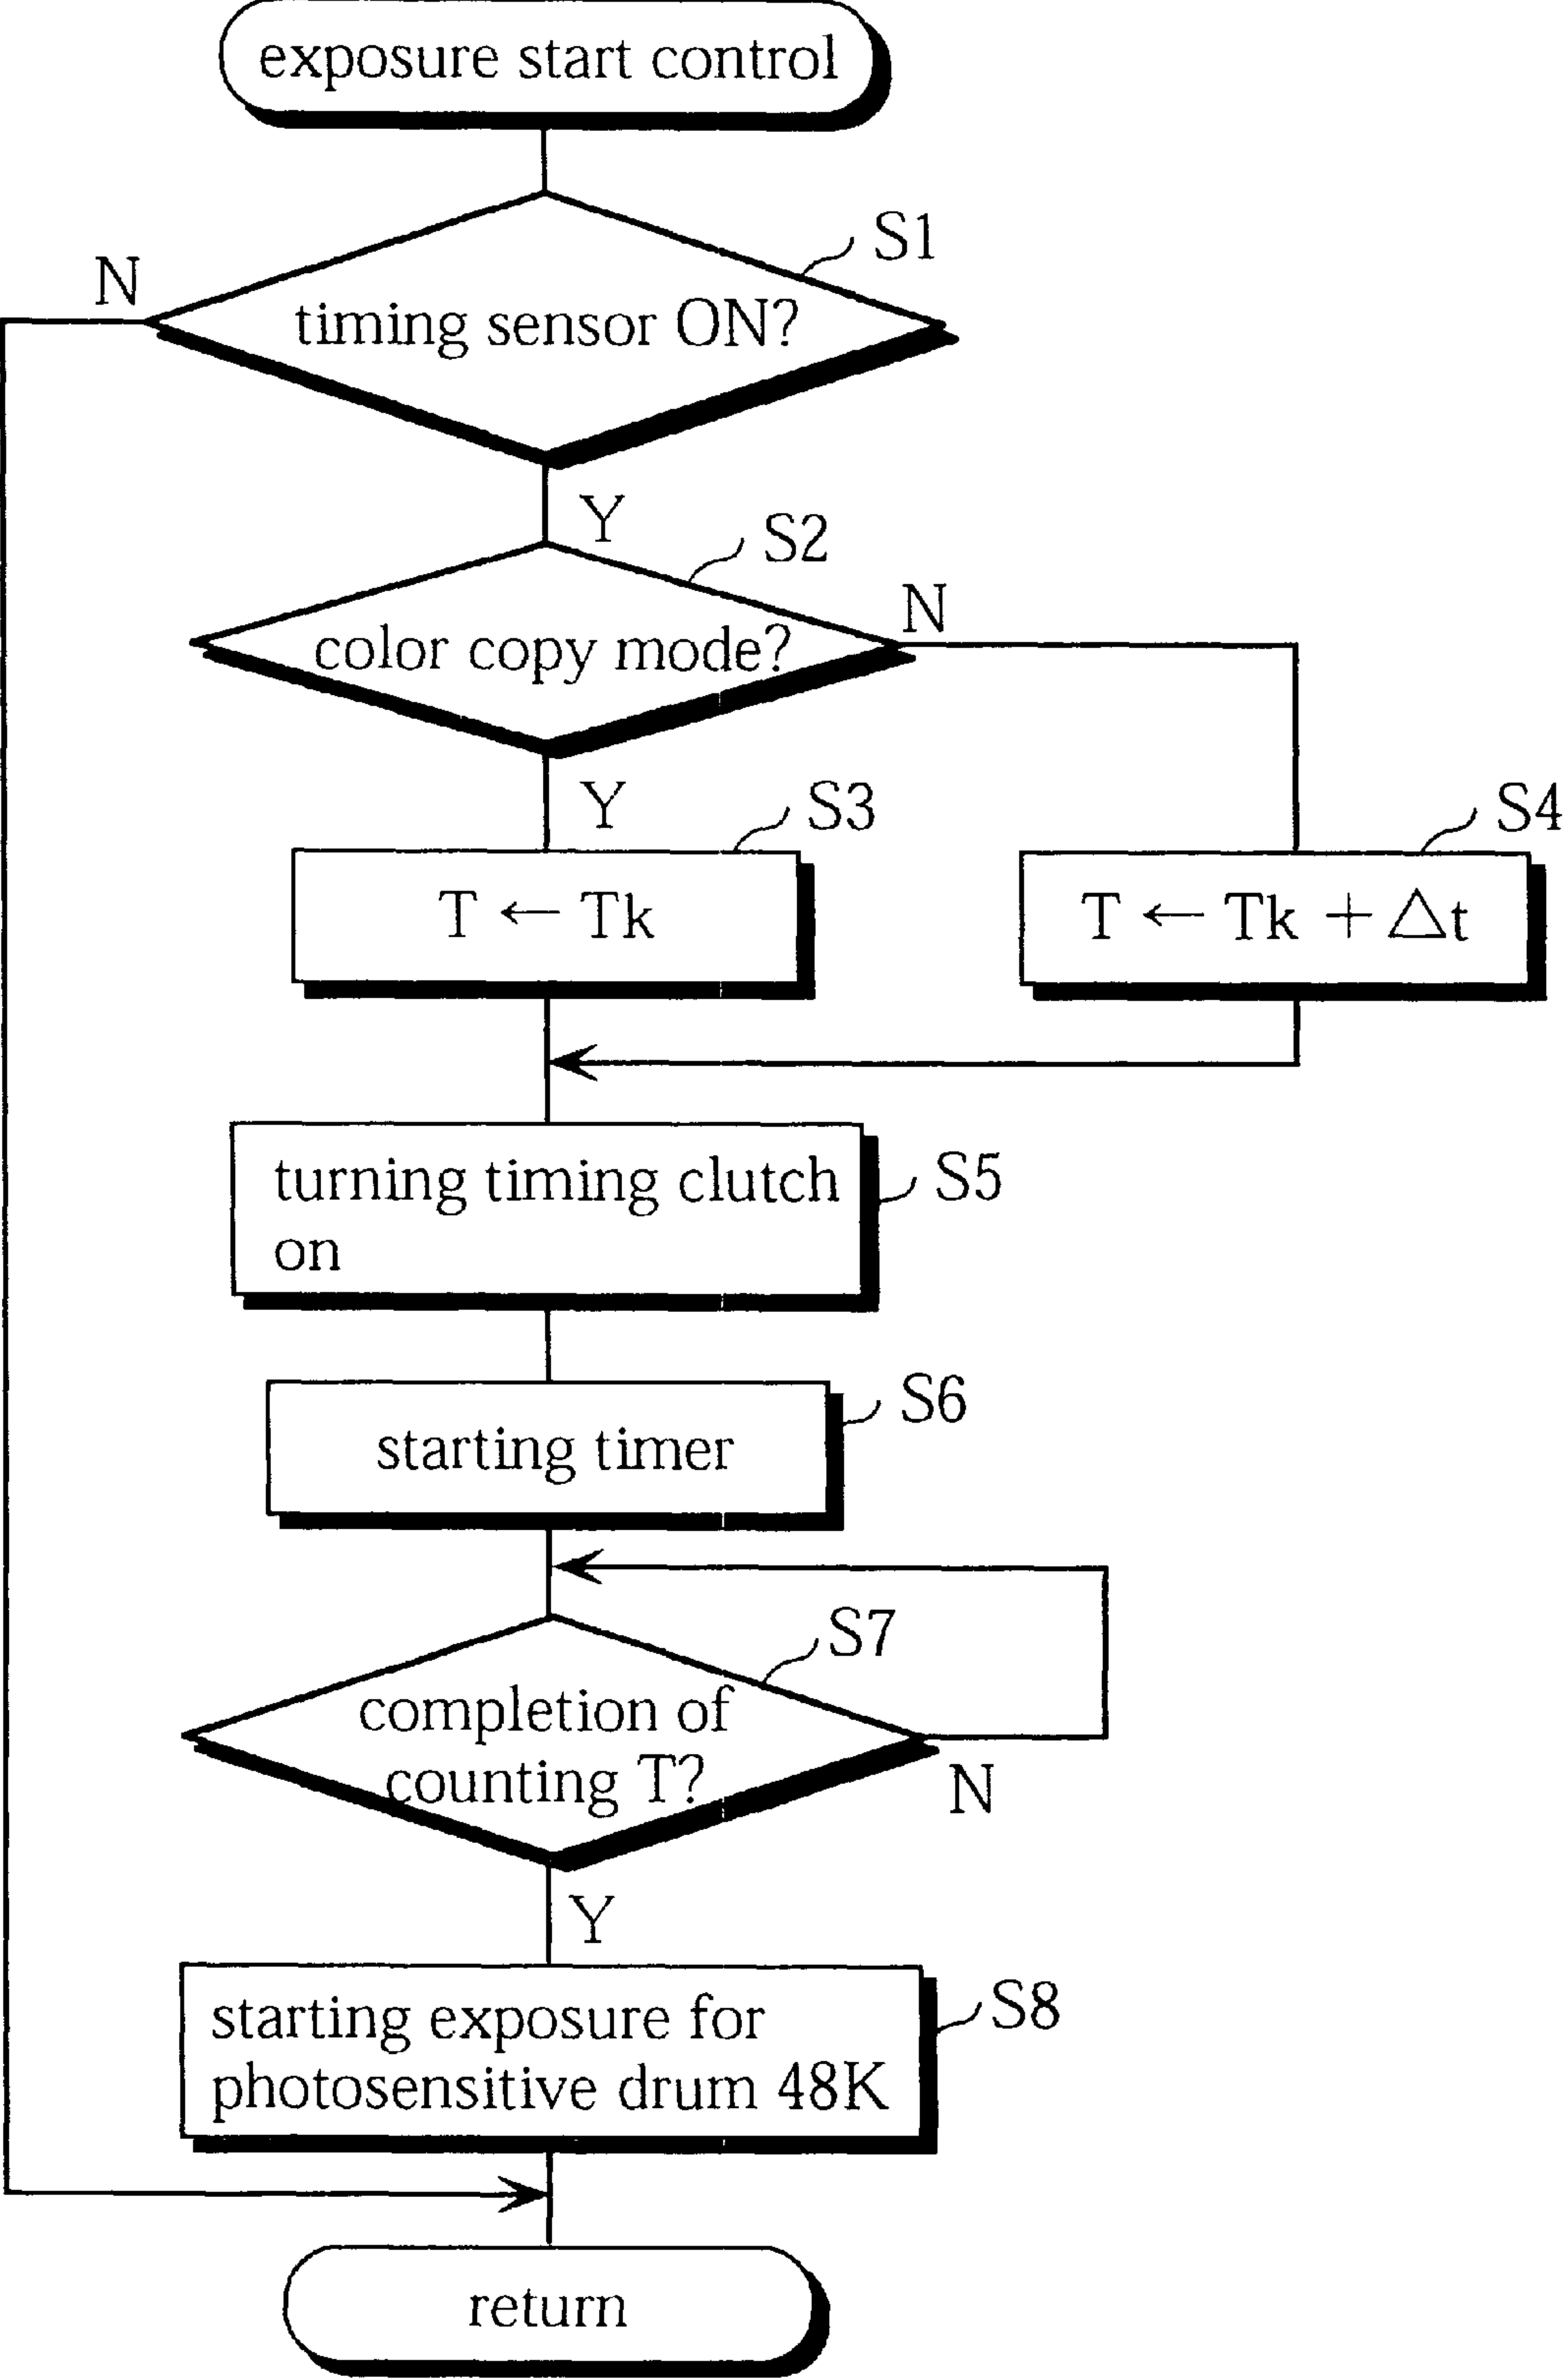 exposure start control
S1
N
timing sensor ON?
Y
S2
N
color copy mode?
Y
S3
S4
T ← Tk
T ← Tk + △t
turning timing clutch
on
S5
starting timer
S6
S7
completion of
counting T?
N
Y
starting exposure for
photosensitive drum 48K
S8
return